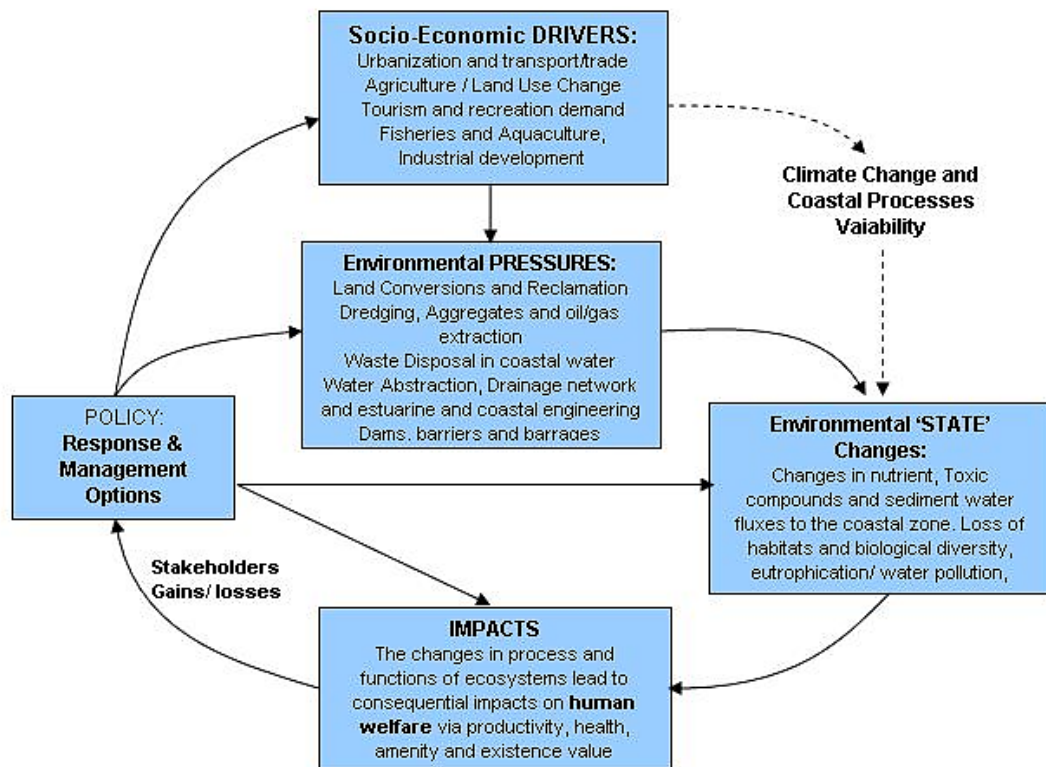 Socio-Economic DRIVERS:
Urbanization and transport/trade
Agriculture / Land Use Change
Tourism and recreation demand
Fisheries and Aquaculture,
Industrial development
Climate Change and
Coastal Processes
Vaiability
Environmental PRESSURES:
Land Conversions and Reclamation
Dredging, Aggregates and oil/gas
extraction
Waste Disposal in coastal water
Water Abstraction, Drainage network
and estuarine and coastal engineering
Dams, barriers and barrages
POLICY:
Response &
Management
Options
Environmental ‘STATE’
Changes:
Changes in nutrient, Toxic
compounds and sediment water
fluxes to the coastal zone. Loss of
habitats and biological diversity,
eutrophication/ water pollution,
Stakeholders
Gains/ losses
IMPACTS
The changes in process and
functions of ecosystems lead to
consequential impacts on human
welfare via productivity, health,
amenity and existence value